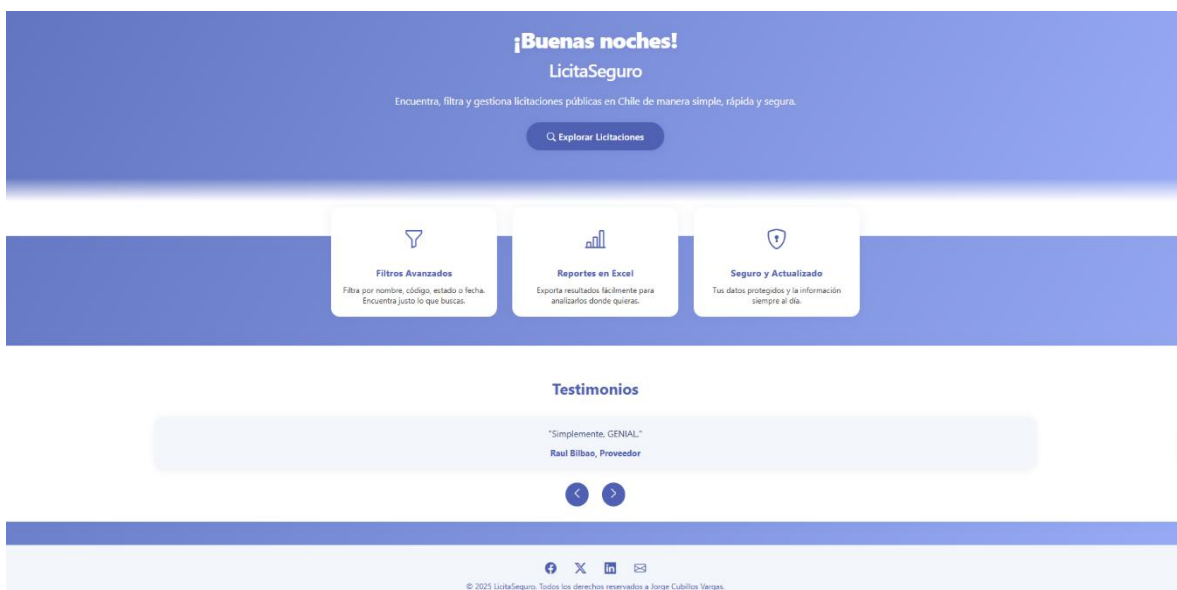 ¡Buenas noches!
LicitaSeguro
Encuentra, filtra y gestiona licitaciones públicas en Chile de manera simple, rápida y segura.
Explorar Licitaciones
Filtros Avanzados
Filtra por nombre, código, estado o fecha.
Encuentra justo lo que buscas.
Reportes en Excel
Exporta resultados fácilmente para
analizarlos donde quieras.
Seguro y Actualizado
Tus datos protegidos y la información
siempre al día.
Testimonios
"Simplemente, GENIAL."
Raul Bilbao, Proveedor
© 2025 LicitaSeguro. Todos los derechos reservados a Jorge Cubillos Vargas.